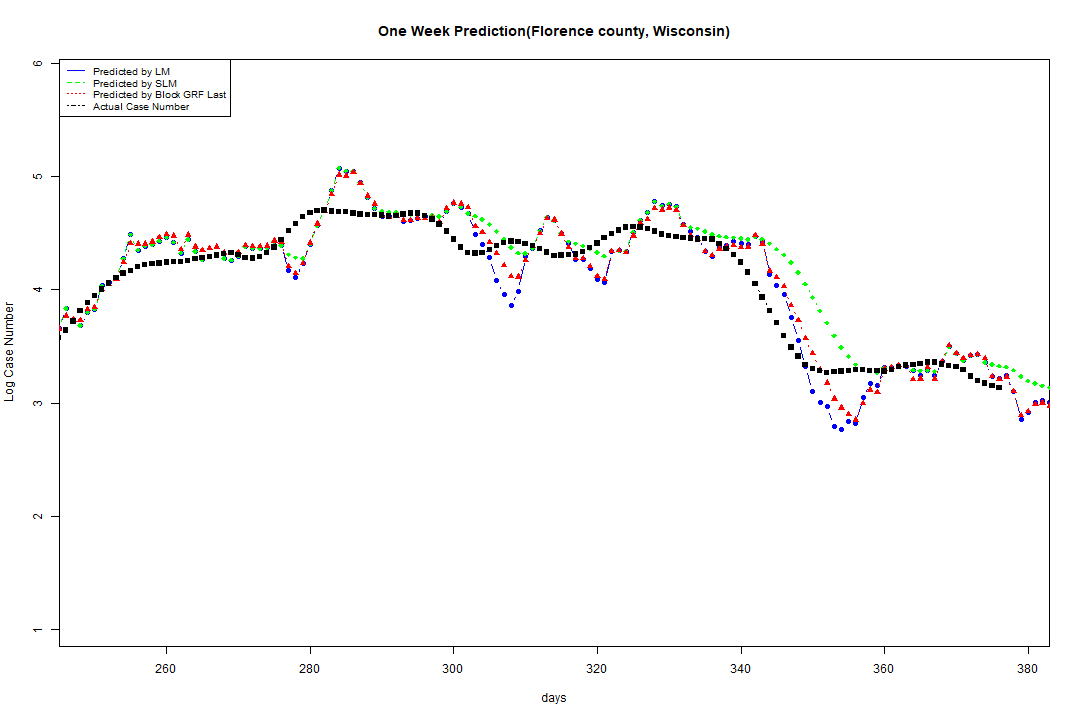 One Week Prediction(Florence county, Wisconsin)
Predicted by LM
Predicted by SLM
Predicted by Block GRF Last
Actual Case Number
6
5
4
3
2
1
Log Case Number
260 280 300 320 340 360 380
days